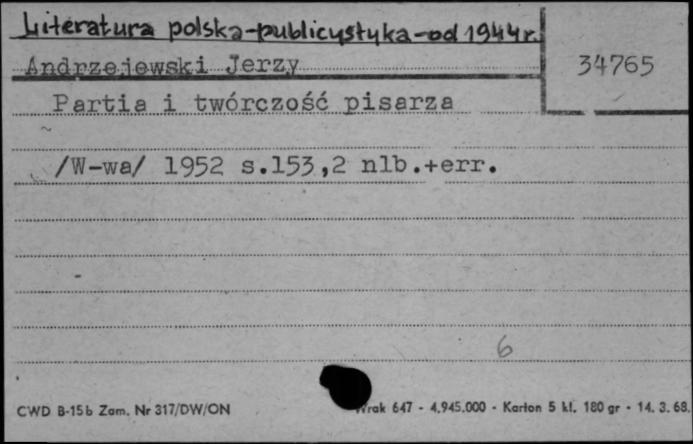 Literatura polska-publicystyka-od 1944r.
Andrzejewski Jerzy
34765
Partia i twórczość pisarza
/W-wa/ 1952 s.153,2 nlb.+err.
6
CWD B-15b Zam. Nr 317/DW/ON
Wrak 647 - 4.945.000 - Karton 5 kl. 180 gr - 14. 3. 68.